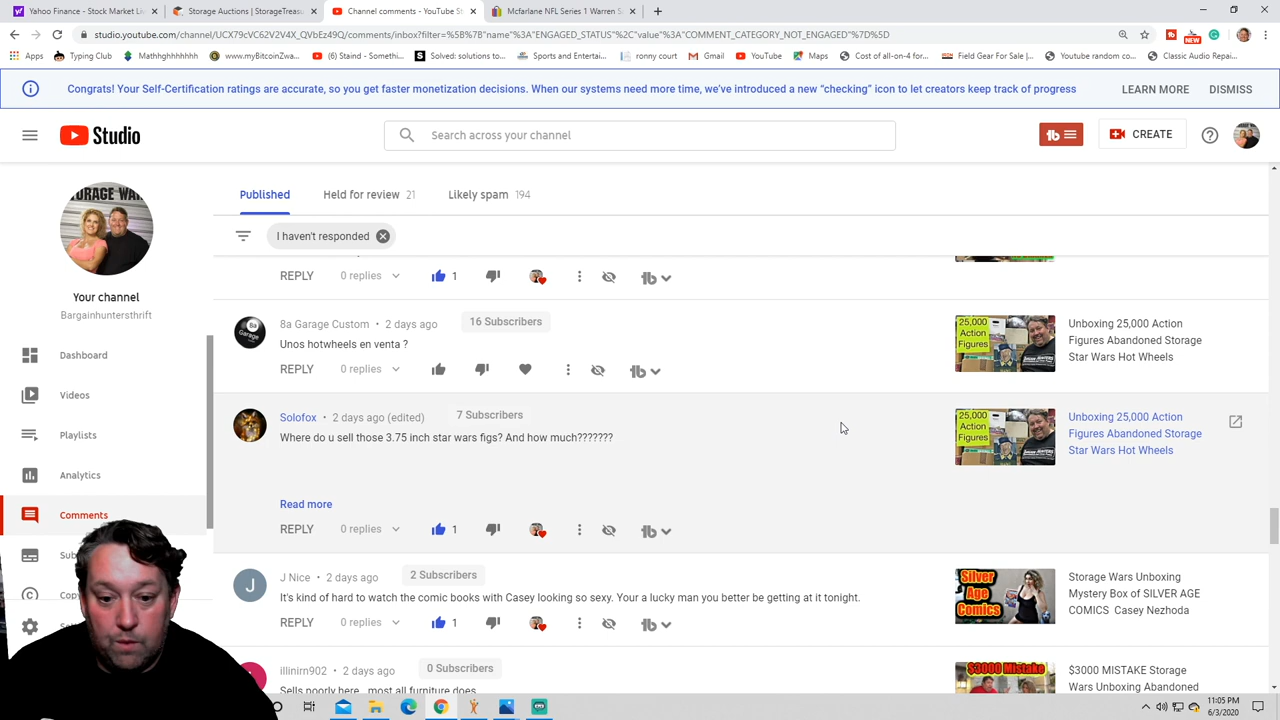 Yahoo Finance - Stock Market Li
Storage Auctions | StorageTreasu
Channel comments - YouTube St
Mcfarlane NFL Series 1 Warren S
studio.youtube.com/channel/UCX79cVC62V2V4X_QVbEz49Q/comments/inbox?filter=%5B%7B"name"%3A"ENGAGED_STATUS"%2C"value"%3A"COMMENT_CATEGORY_NOT_ENGAGED"%7D%5D
NEW
Apps
Typing Club
Mathhghhhhhhh
www.myBitcoinZwa...
(6) Staind - Somethi...
Solved: solutions to...
Sports and Entertai...
ronny court
Gmail
YouTube
Maps
Cost of all-on-4 for...
Field Gear For Sale |...
Youtube random co...
Classic Audio Repai...
Congrats! Your Self-Certification ratings are accurate, so you get faster monetization decisions. When our systems need more time, we've introduced a new "checking" icon to let creators keep track of progress
LEARN MORE
DISMISS
Studio
Search across your channel
CREATE
Your channel
Bargainhuntersthrift
Dashboard
Videos
Playlists
Analytics
Comments
Published
Held for review 21
Likely spam 194
I haven't responded
REPLY
0 replies
1
8a Garage Custom • 2 days ago
16 Subscribers
Unos hotwheels en venta ?
REPLY
0 replies
25,000
Action
Figures
Unboxing 25,000 Action
Figures Abandoned Storage
Star Wars Hot Wheels
Solofox • 2 days ago (edited)
7 Subscribers
Where do u sell those 3.75 inch star wars figs? And how much???????
Read more
REPLY
0 replies
1
25,000
Action
Figures
Unboxing 25,000 Action
Figures Abandoned Storage
Star Wars Hot Wheels
J
J Nice • 2 days ago
2 Subscribers
It's kind of hard to watch the comic books with Casey looking so sexy. Your a lucky man you better be getting at it tonight.
REPLY
0 replies
1
Silver
Age
Comics
Storage Wars Unboxing
Mystery Box of SILVER AGE
COMICS Casey Nezhoda
illinirn902 • 2 days ago
0 Subscribers
Sells poorly here...most all furniture does
$3000 Mistake
$3000 MISTAKE Storage
Wars Unboxing Abandoned
11:05 PM
6/3/2020